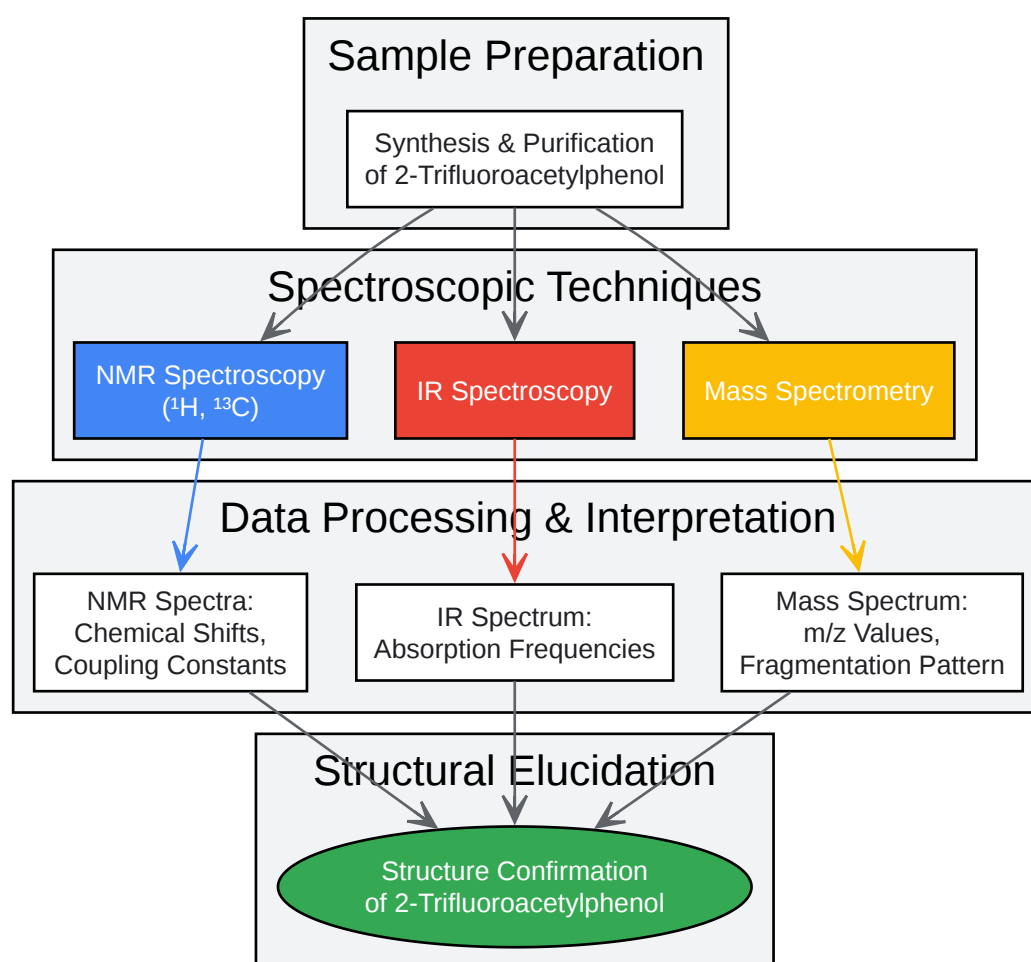 Sample Preparation
Synthesis & Purification
of 2-Trifluoroacetylphenol
Spectroscopic Techniques
NMR Spectroscopy
(¹H, ¹³C)
IR Spectroscopy
Mass Spectrometry
Data Processing & Interpretation
NMR Spectra:
Chemical Shifts,
Coupling Constants
IR Spectrum:
Absorption Frequencies
Mass Spectrum:
m/z Values,
Fragmentation Pattern
Structural Elucidation
Structure Confirmation
of 2-Trifluoroacetylphenol